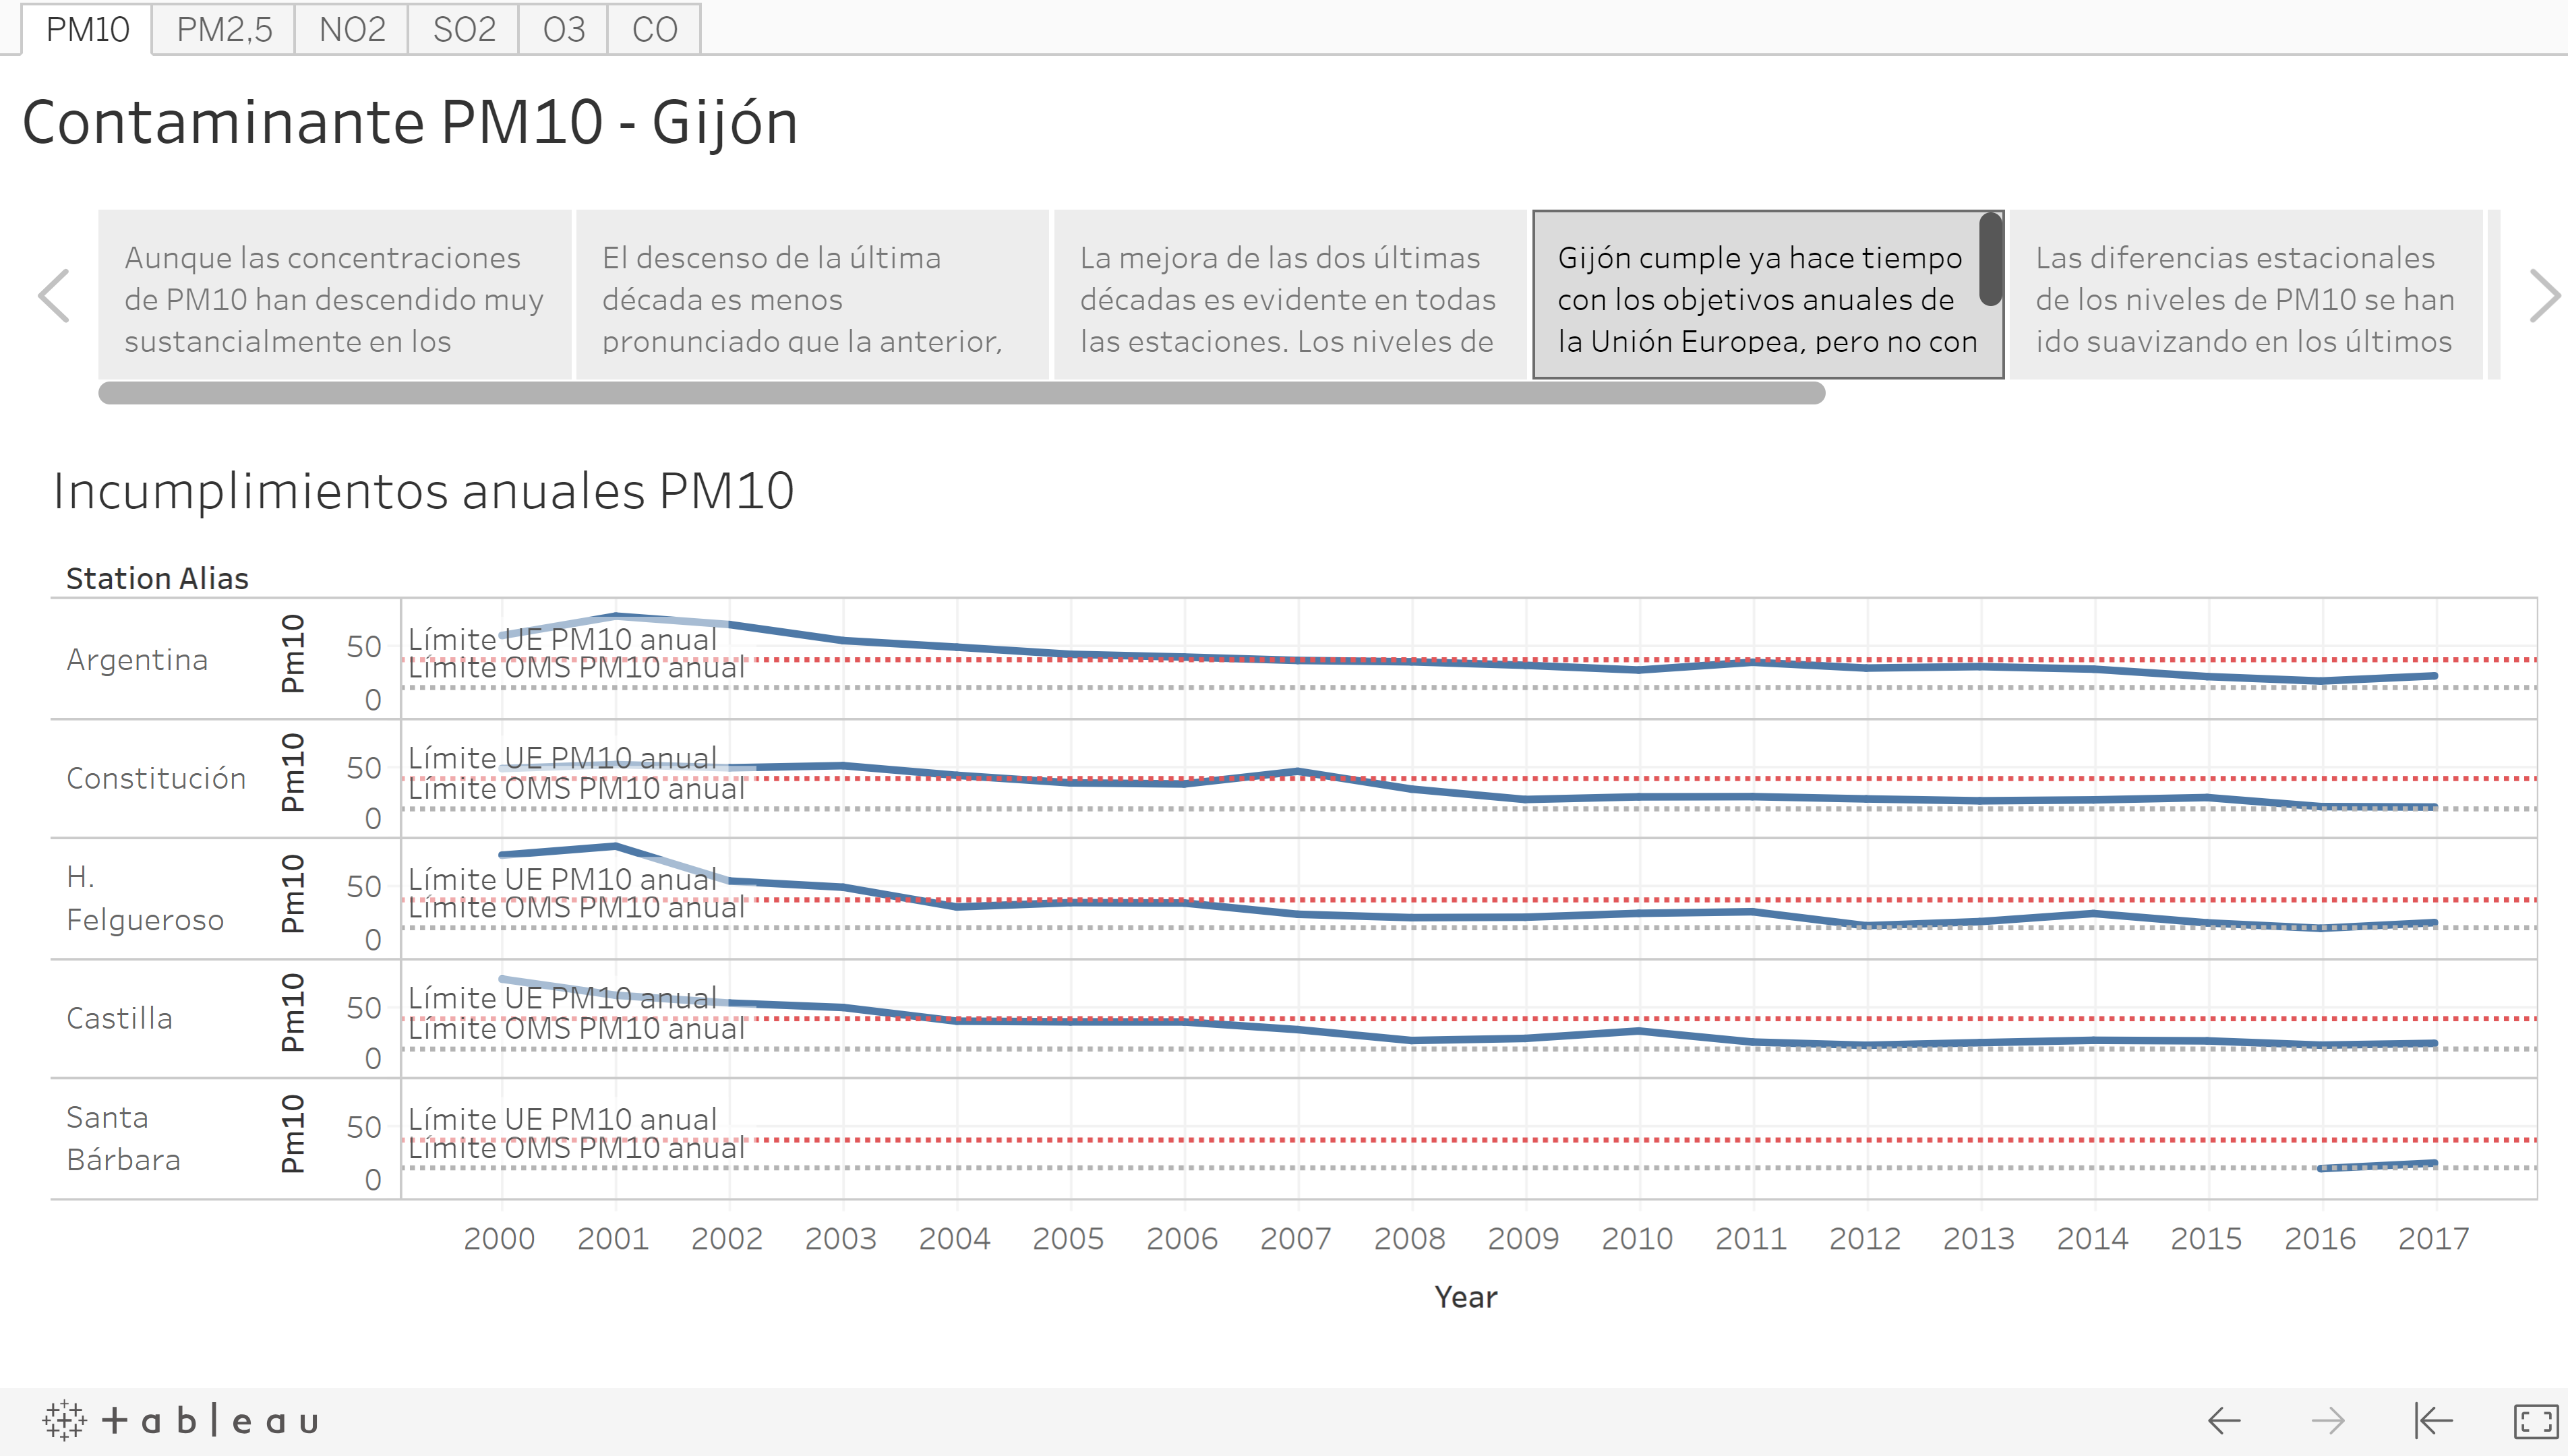 PM10 PM2,5 NO2 SO2 O3 CO
Contaminante PM10 - Gijón
Aunque las concentraciones
de PM10 han descendido muy
sustancialmente en los
El descenso de la última
década es menos
pronunciado que la anterior,
La mejora de las dos últimas
décadas es evidente en todas
las estaciones. Los niveles de
Gijón cumple ya hace tiempo
con los objetivos anuales de
la Unión Europea, pero no con
Las diferencias estacionales
de los niveles de PM10 se han
ido suavizando en los últimos
Incumplimientos anuales PM10
Station Alias
Argentina
Pm10
50
0
Límite UE PM10 anual
Límite OMS PM10 anual
Constitución
Pm10
50
0
Límite UE PM10 anual
Límite OMS PM10 anual
H.
Felgueroso
Pm10
50
0
Límite UE PM10 anual
Límite OMS PM10 anual
Castilla
Pm10
50
0
Límite UE PM10 anual
Límite OMS PM10 anual
Santa
Bárbara
Pm10
50
0
Límite UE PM10 anual
Límite OMS PM10 anual
2000 2001 2002 2003 2004 2005 2006 2007 2008 2009 2010 2011 2012 2013 2014 2015 2016 2017
Year
+ableau